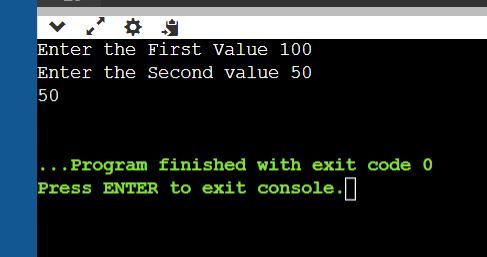 Enter the First Value 100
Enter the Second value 50
50
...Program finished with exit code 0
Press ENTER to exit console.